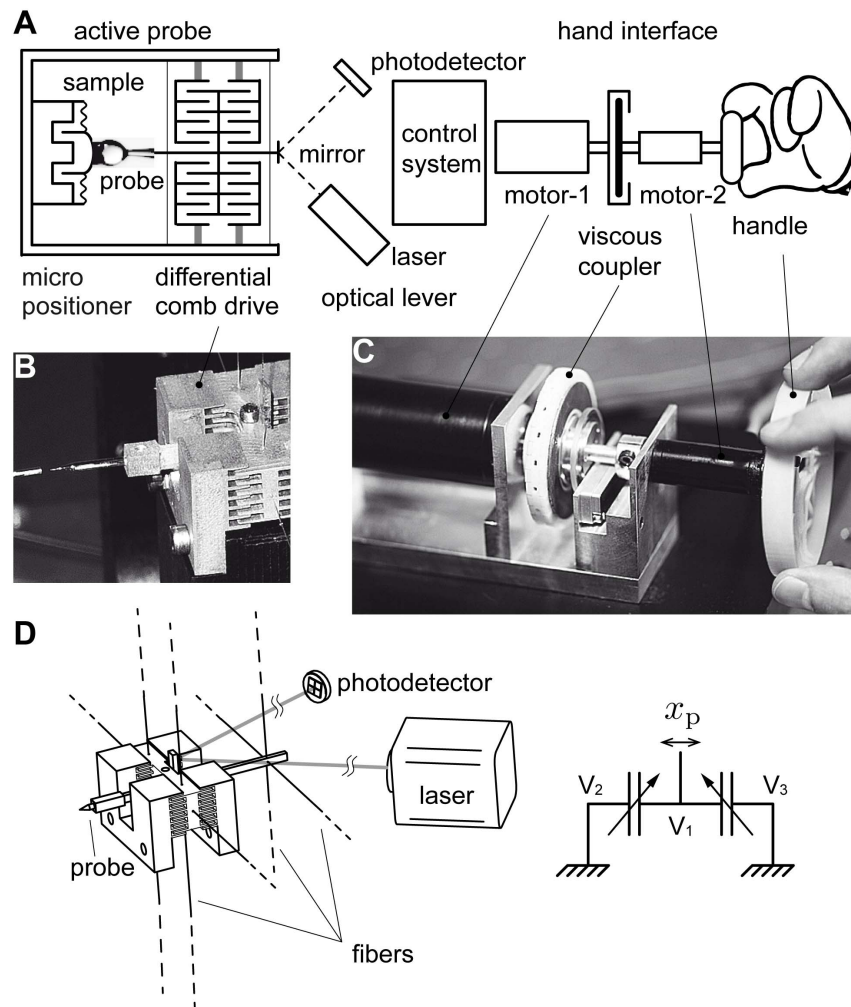 A
active probe
hand interface
sample
photodetector
control
system
probe
mirror
motor-1
motor-2
laser
viscous
coupler
handle
micro
positioner
differential
comb drive
optical lever
B
C
D
photodetector
laser
probe
fibers
xp
V2
V1
V3